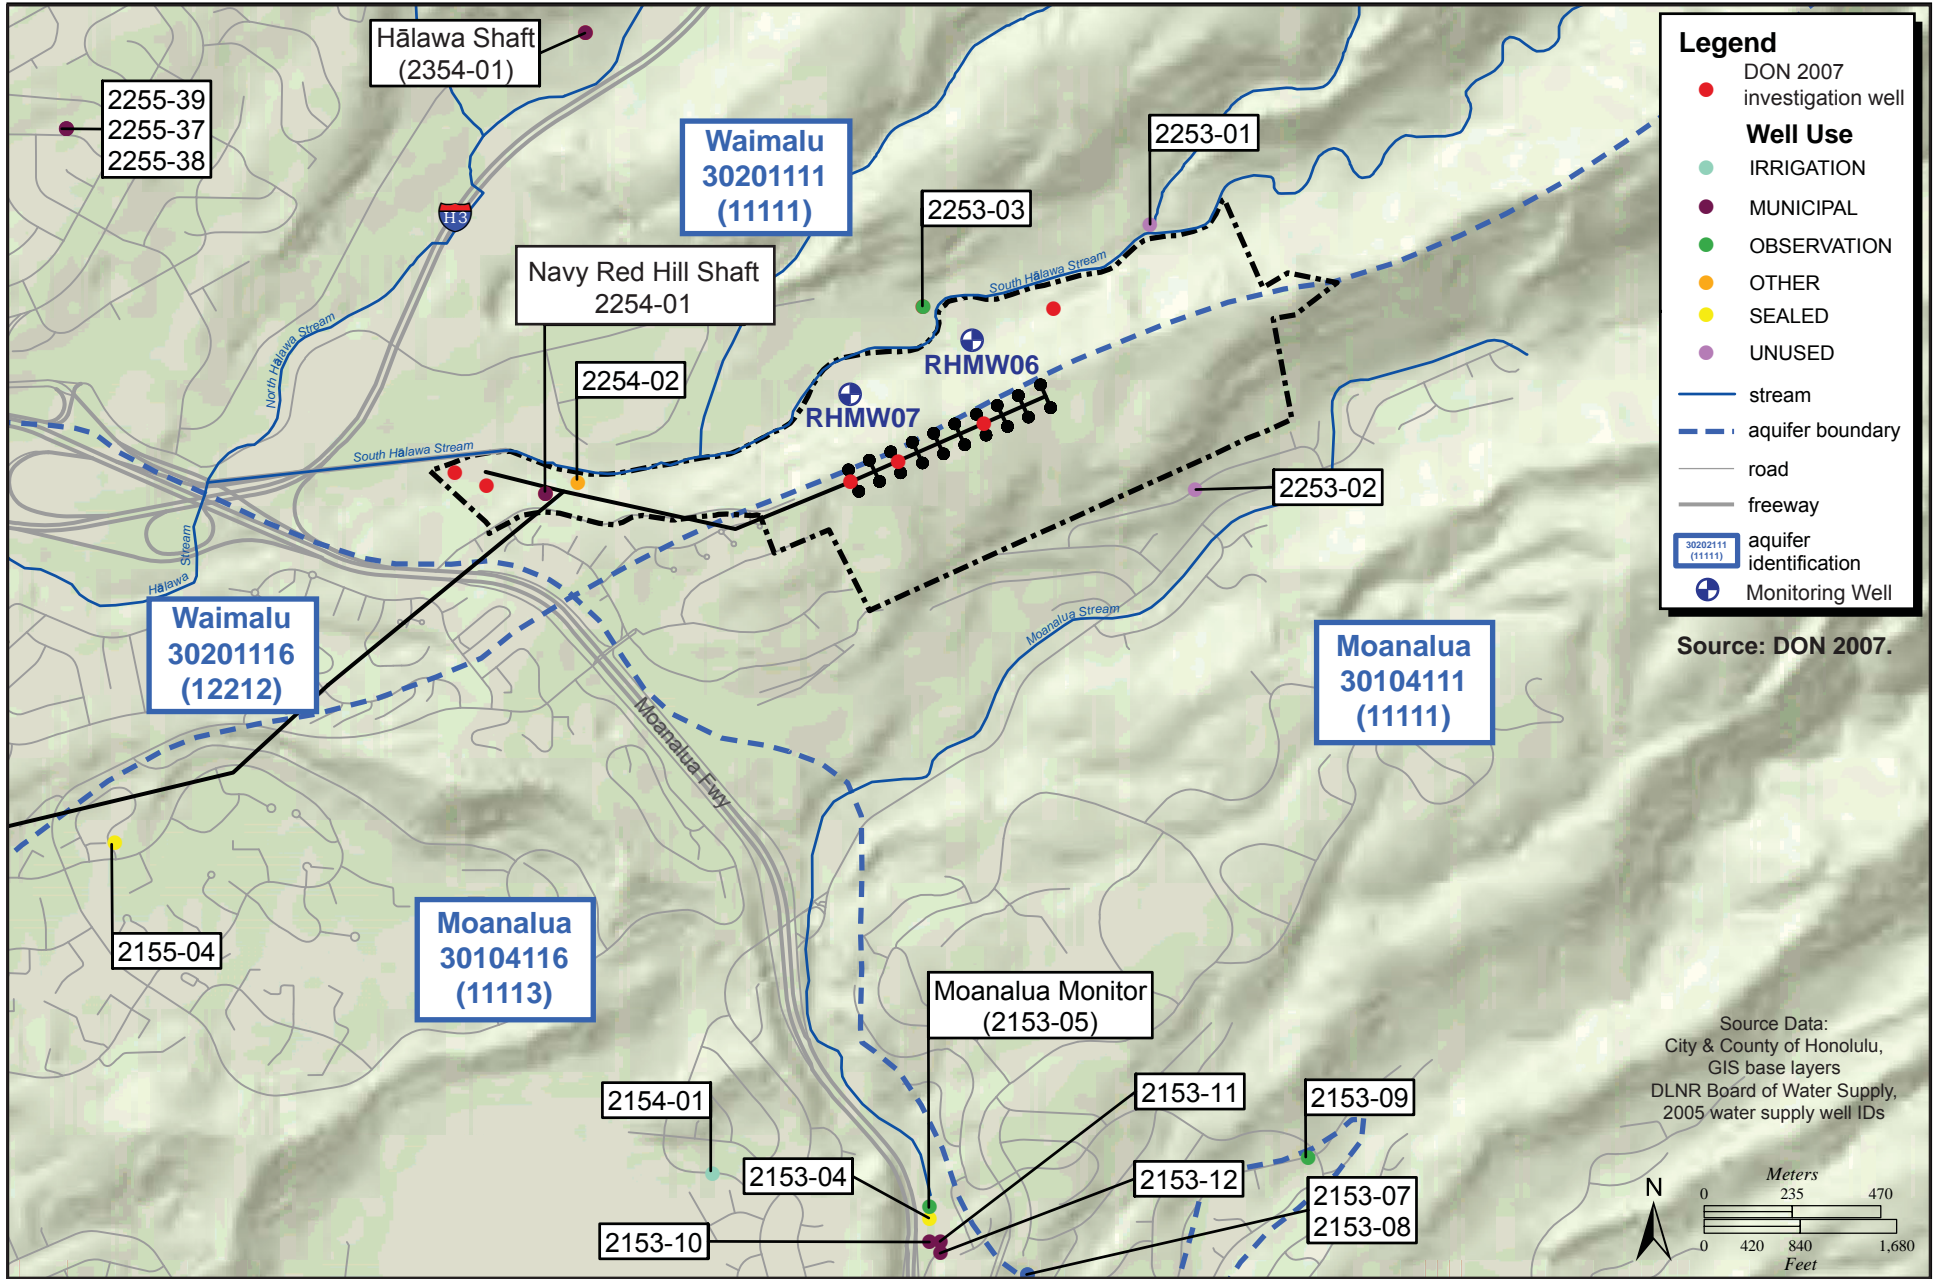 Hālawa Shaft
(2354-01)
2255-39
2255-37
2255-38
H3
Waimalu
30201111
(11111)
2253-01
2253-03
Navy Red Hill Shaft
2254-01
South Hālawa Stream
North Hālawa Stream
2254-02
RHMW06
RHMW07
South Hālawa Stream
2253-02
Hālawa Stream
Waimalu
30201116
(12212)
Moanalua Stream
Moanalua
30104111
(11111)
Moanalua Fwy
2155-04
Moanalua
30104116
(11113)
Moanalua Monitor
(2153-05)
2154-01
2153-11
2153-09
2153-04
2153-12
2153-10
2153-07
2153-08
Legend
DON 2007
investigation well
Well Use
IRRIGATION
MUNICIPAL
OBSERVATION
OTHER
SEALED
UNUSED
stream
aquifer boundary
road
freeway
30202111
(11111)
aquifer
identification
Monitoring Well
Source: DON 2007.
Source Data:
City & County of Honolulu,
GIS base layers
DLNR Board of Water Supply,
2005 water supply well IDs
N
Meters
0 235 470
0 420 840 1,680
Feet